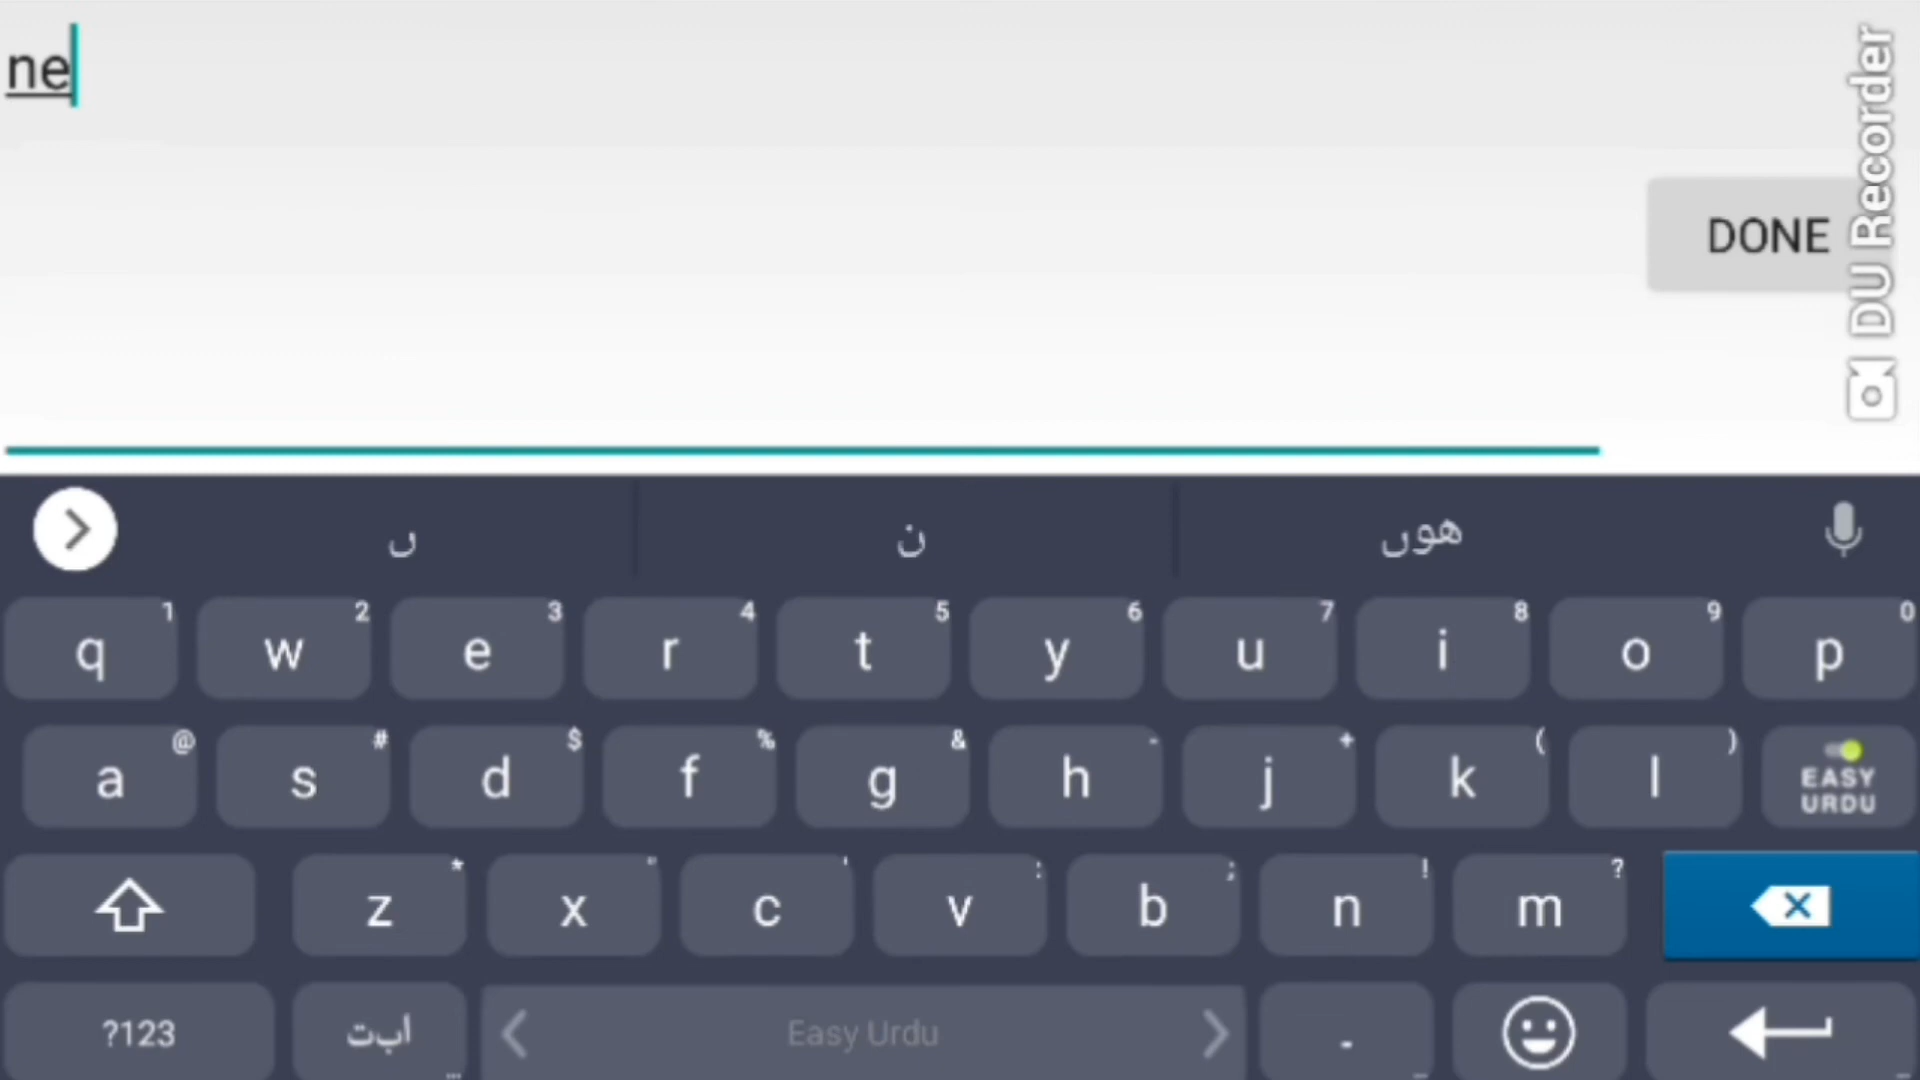 ne
DONE
DU Recorder
ں ن ھوں
q 1 w 2 e 3 r 4 t 5 y 6 u 7 i 8 o 9 p 0
a @ s # d $ f % g & h - j + k ( l )
EASY
URDU
z * x " c ' v : b ; n ! m ?
?123 ابت ... Easy Urdu -